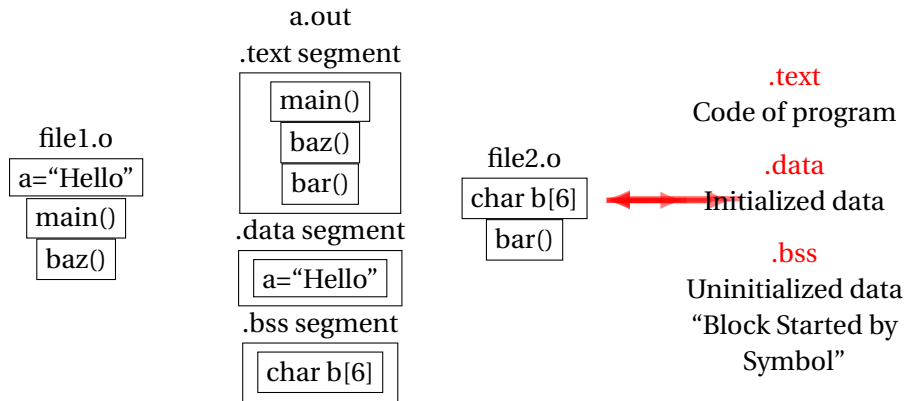 file1.o
a=“Hello”
main()
baz()
a.out
.text segment
main()
baz()
bar()
.data segment
a=“Hello”
.bss segment
char b[6]
file2.o
char b[6]
bar()
.text
Code of program
.data
Initialized data
.bss
Uninitialized data
“Block Started by
Symbol”